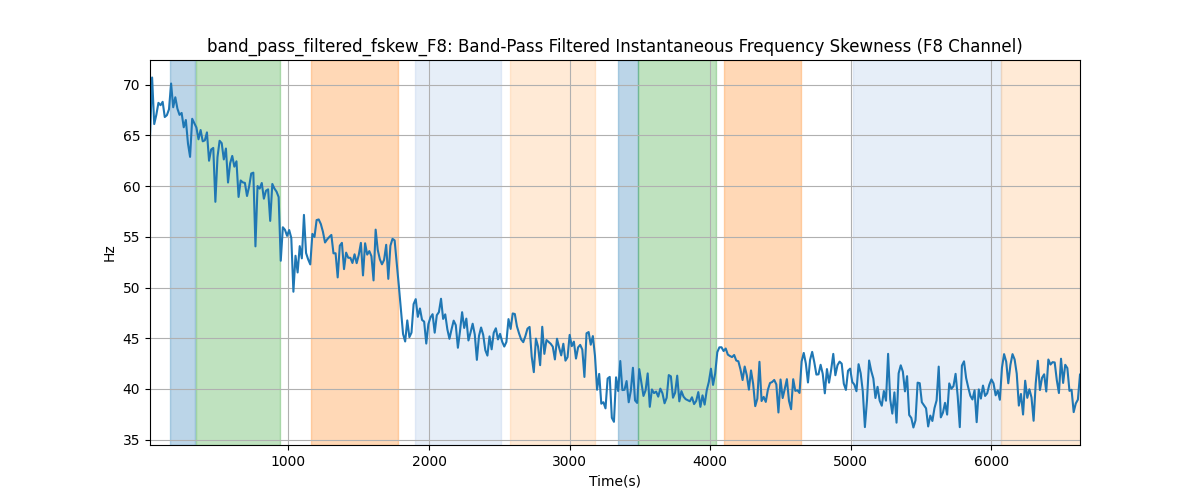 band_pass_filtered_fskew_F8: Band-Pass Filtered Instantaneous Frequency Skewness (F8 Channel)
70
65
60
55
50
45
40
35
Hz
1000 2000 3000 4000 5000 6000
Time(s)